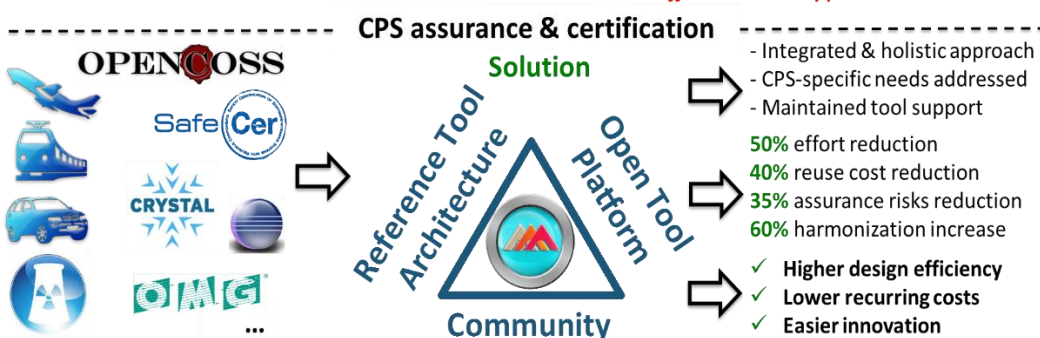 CPS assurance & certification
OPENCOSS
Solution
SafeCer
CRYSTAL
OMG
...
Reference Tool
Architecture
Open Tool
Platform
Community
- Integrated & holistic approach
- CPS-specific needs addressed
- Maintained tool support
50% effort reduction
40% reuse cost reduction
35% assurance risks reduction
60% harmonization increase
✓ Higher design efficiency
✓ Lower recurring costs
✓ Easier innovation